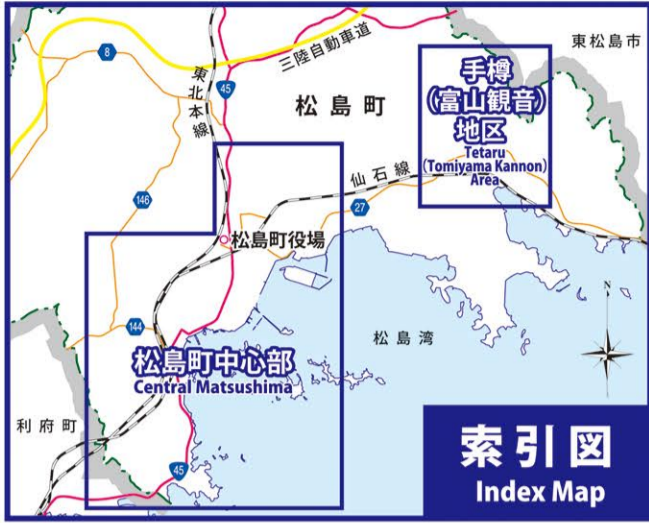 8
三陸自動車道
東松島市
東北本線
45
松島町
手樽
(富山観音)
地区
Tetaru
(Tomiyama Kannon)
Area
146
仙石線
27
松島町役場
N
144
松島湾
松島町中心部
Central Matsushima
利府町
45
索引図
Index Map